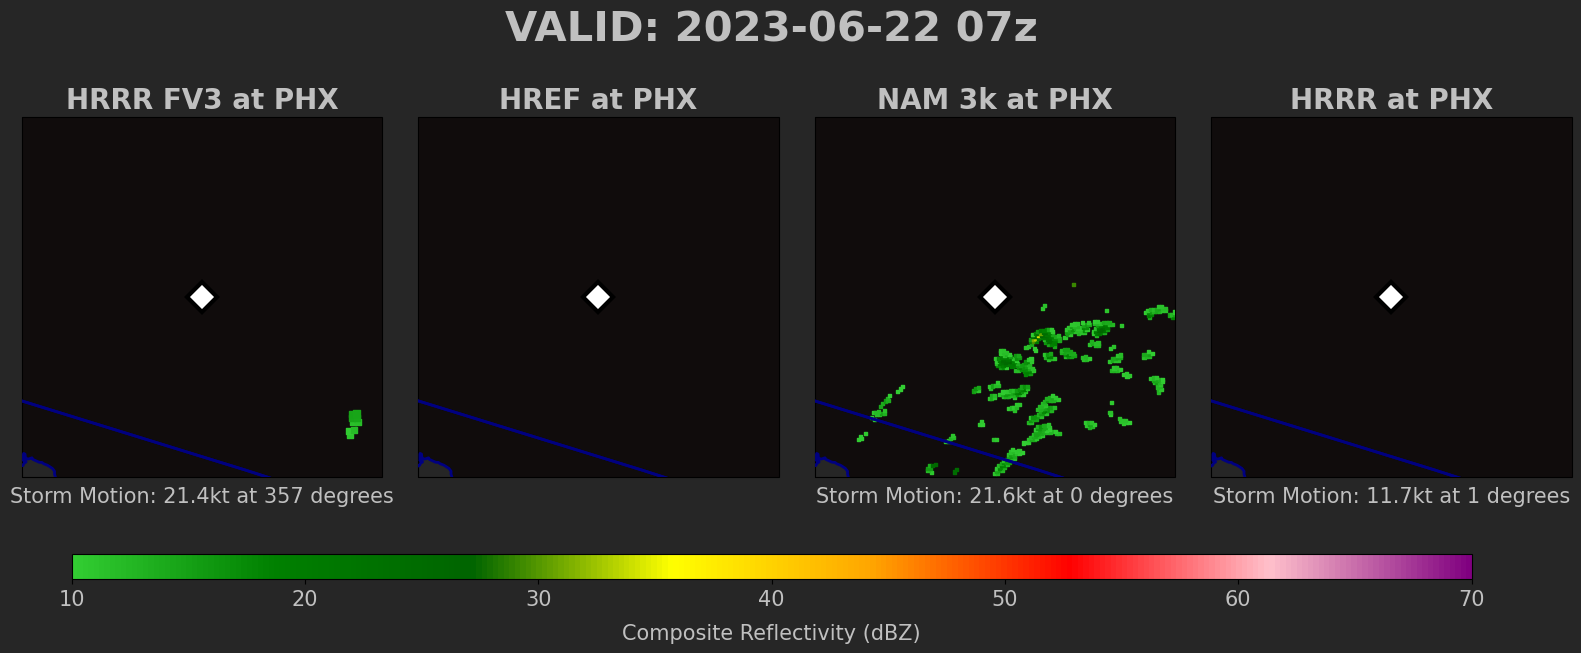 VALID: 2023-06-22 07z
HRRR FV3 at PHX
HREF at PHX
NAM 3k at PHX
HRRR at PHX
Storm Motion: 21.4kt at 357 degrees
Storm Motion: 21.6kt at 0 degrees
Storm Motion: 11.7kt at 1 degrees
10 20 30 40 50 60 70
Composite Reflectivity (dBZ)